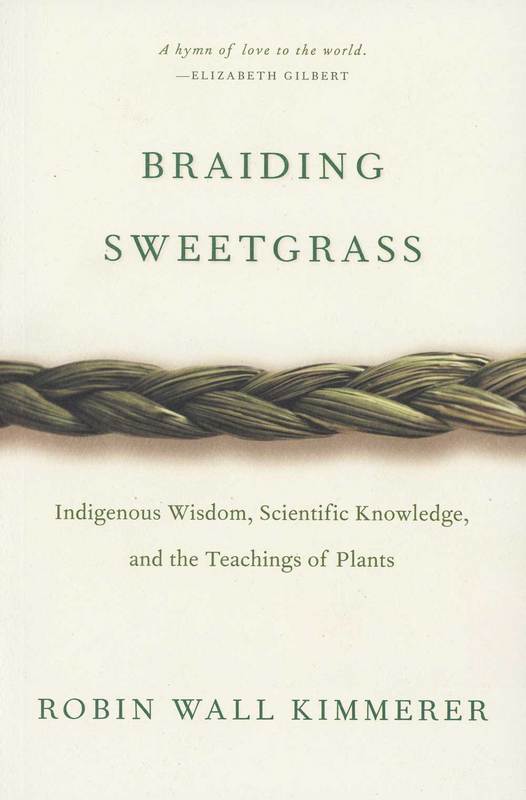 A hymn of love to the world.
—ELIZABETH GILBERT
BRAIDING
SWEETGRASS
Indigenous Wisdom, Scientific Knowledge,
and the Teachings of Plants
ROBIN WALL KIMMERER